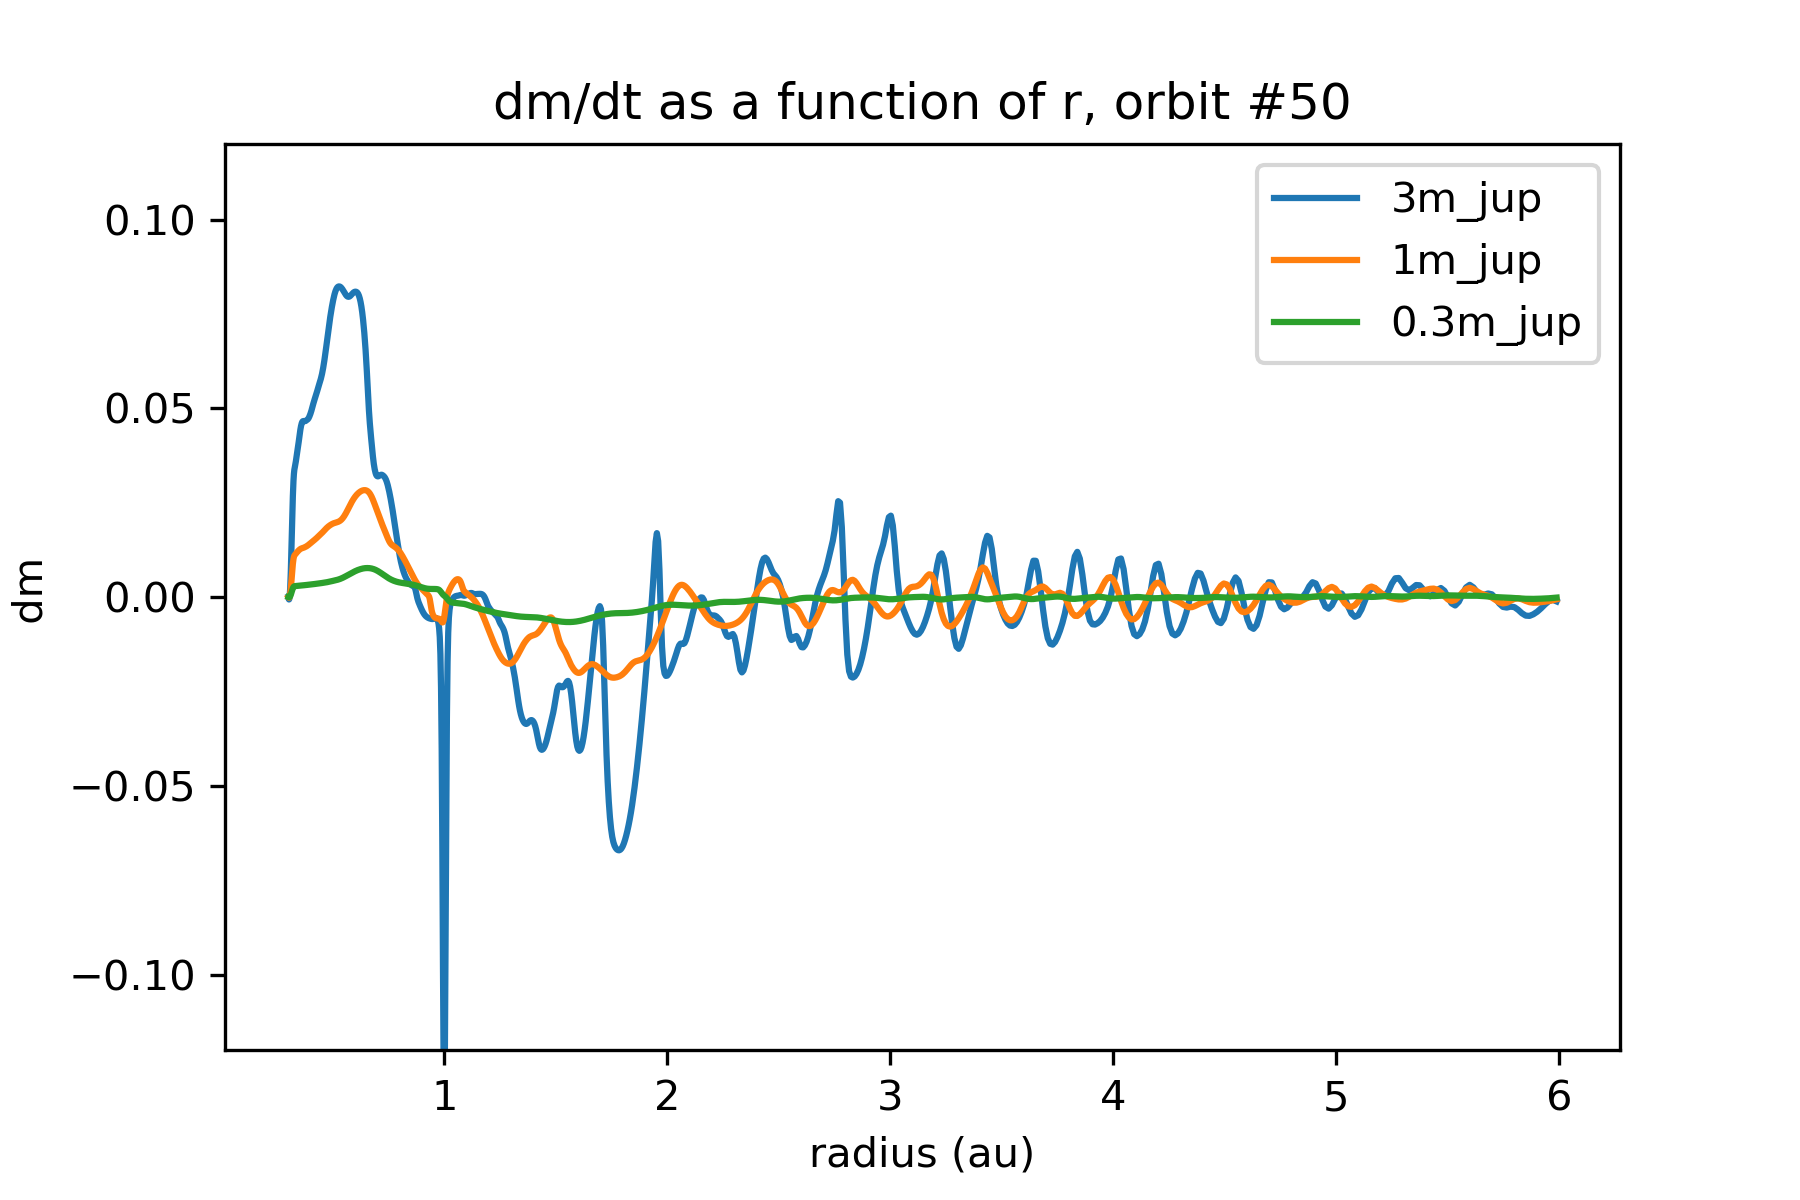 dm/dt as a function of r, orbit #50
3m_jup
1m_jup
0.3m_jup
0.10
0.05
0.00
−0.05
−0.10
dm
1 2 3 4 5 6
radius (au)